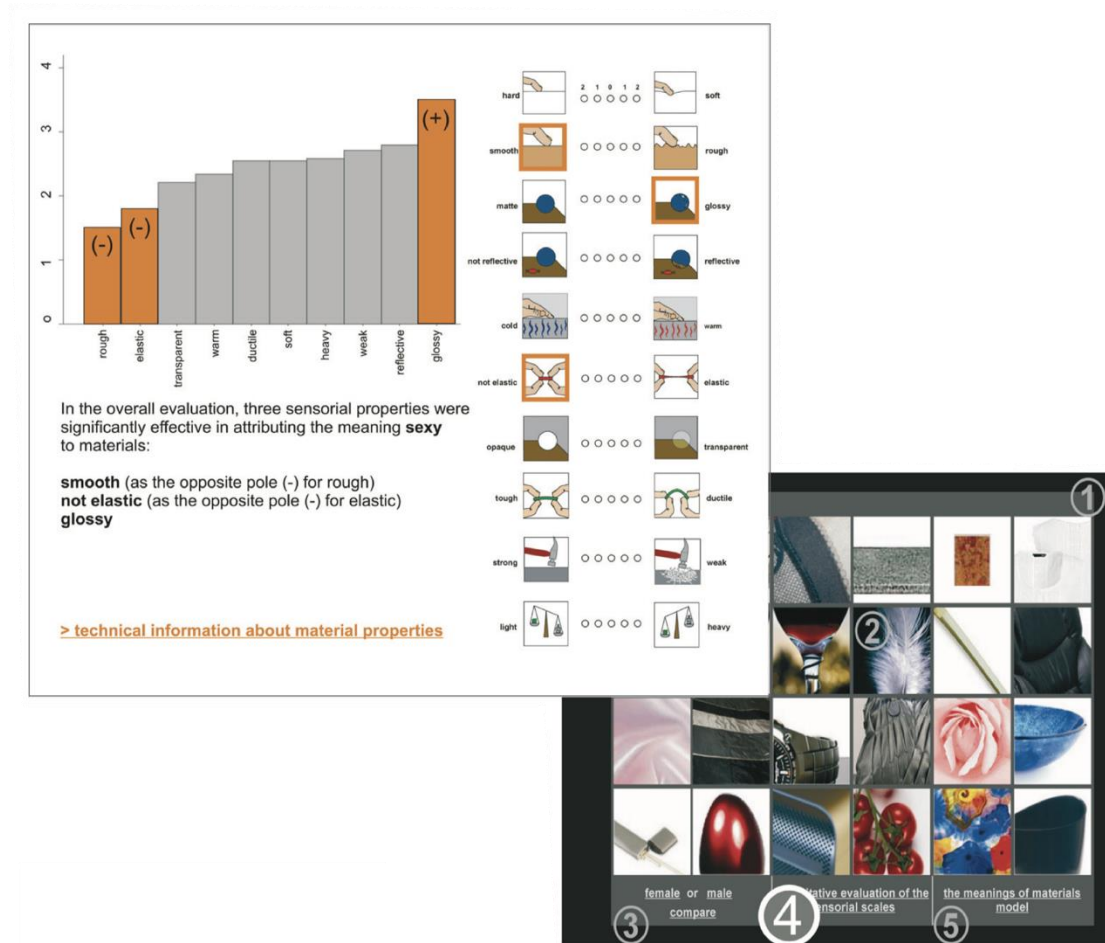 4
3
2
1
0
(-)
(-)
(+)
rough
elastic
transparent
warm
ductile
soft
heavy
weak
reflective
glossy
In the overall evaluation, three sensorial properties were
significantly effective in attributing the meaning sexy
to materials:
smooth (as the opposite pole (-) for rough)
not elastic (as the opposite pole (-) for elastic)
glossy
> technical information about material properties
2 1 0 1 2
hard soft
smooth rough
matte glossy
not reflective reflective
cold warm
not elastic elastic
opaque transparent
tough ductile
strong weak
light heavy
1
2
female or male
compare
3
4
evaluation of the
scales
the meanings of materials
model
5